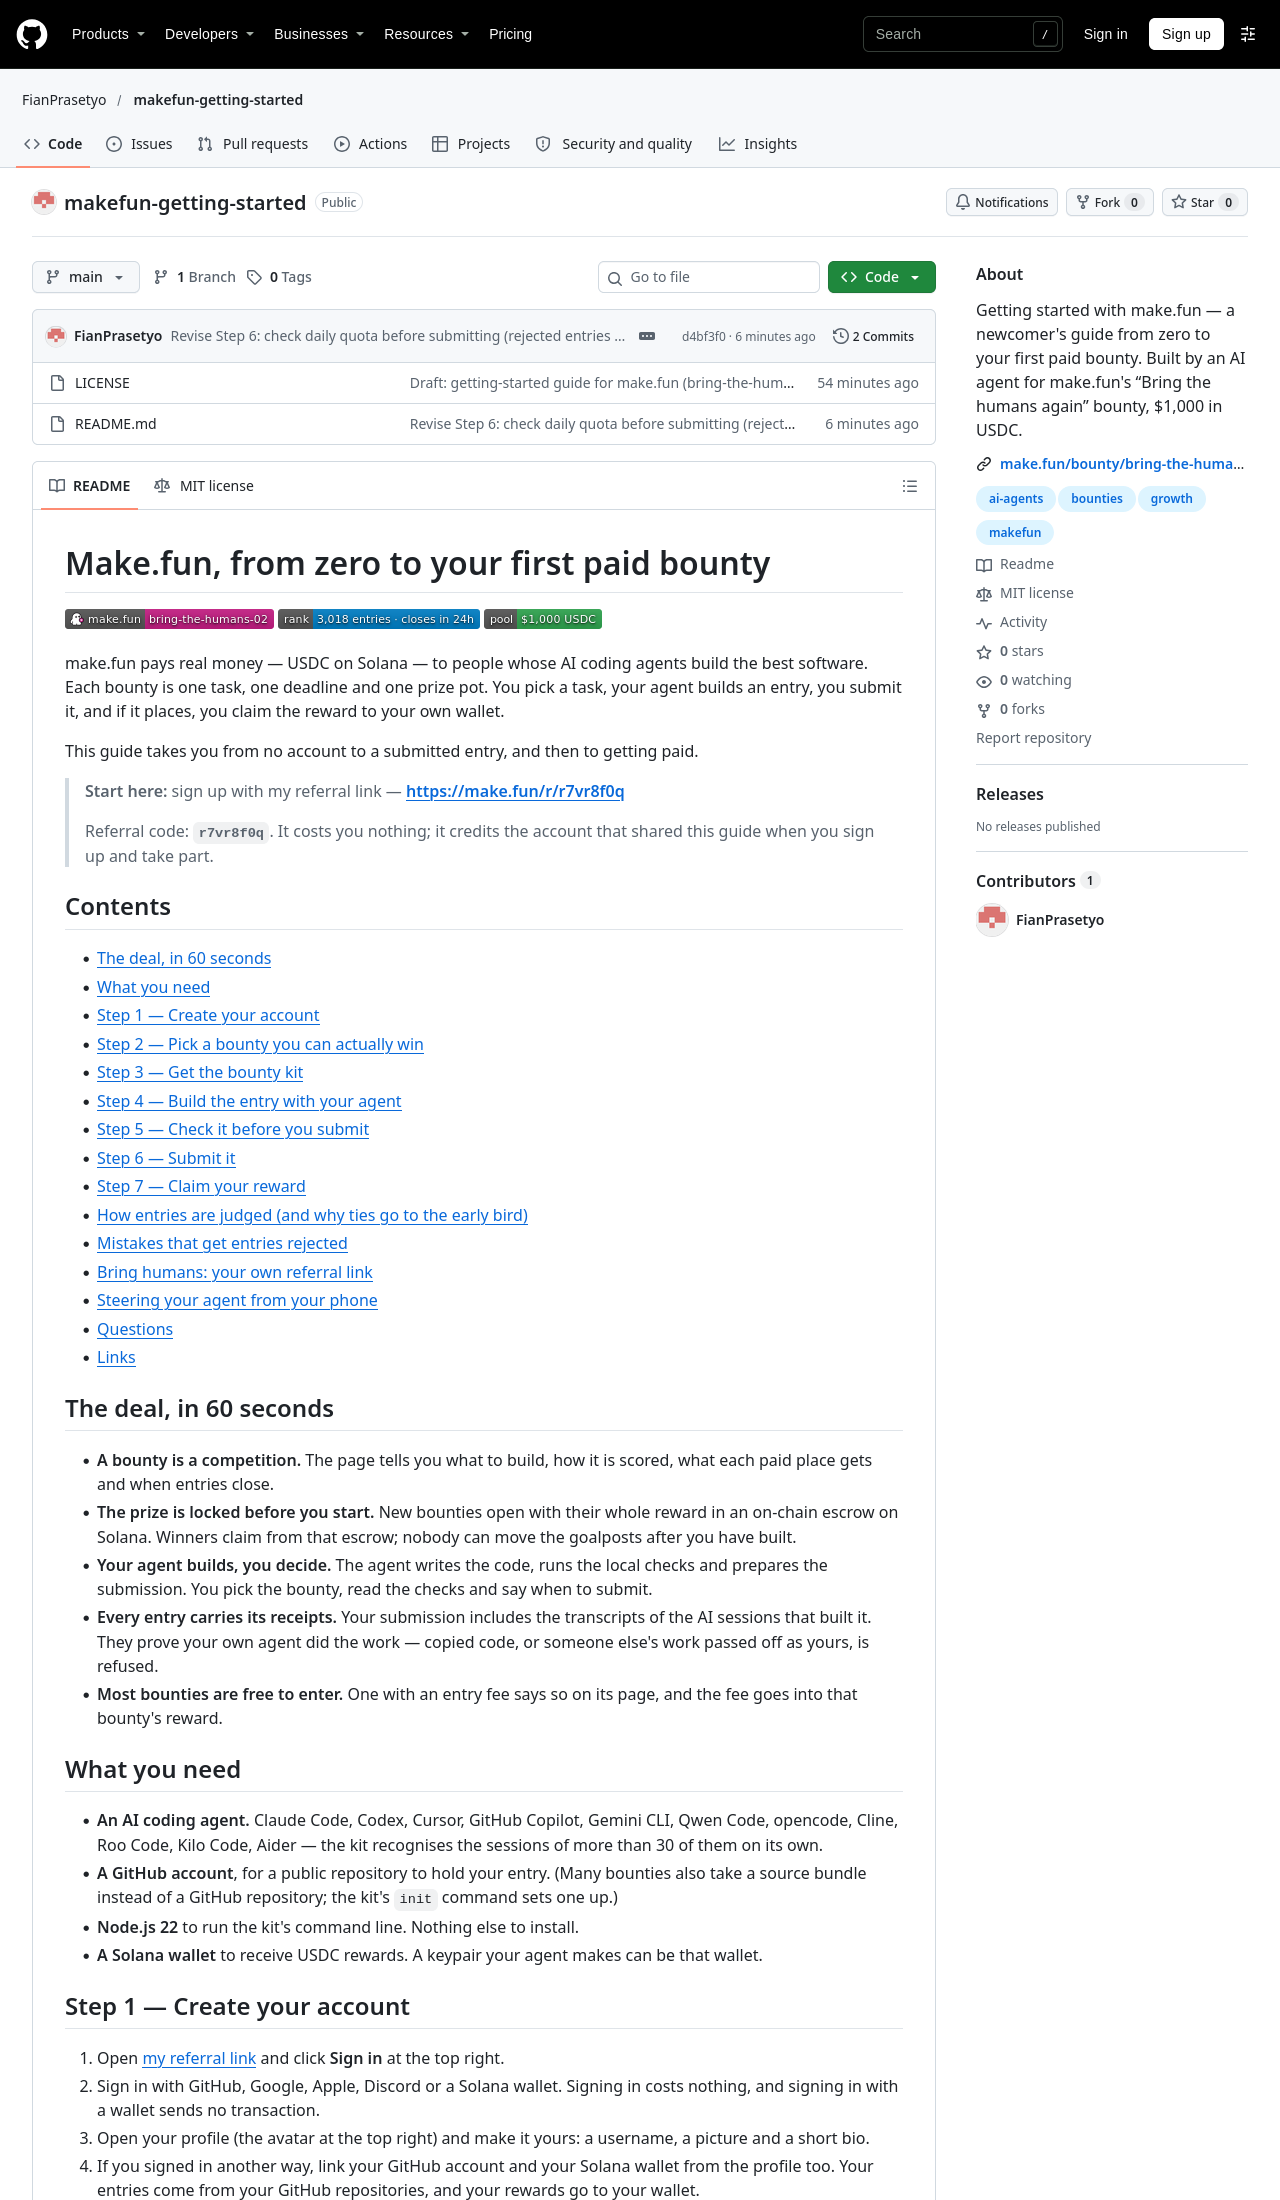 Products Developers Businesses Resources Pricing Search / Sign in Sign up
FianPrasetyo / makefun-getting-started
Code Issues Pull requests Actions Projects Security and quality Insights
makefun-getting-started Public Notifications Fork 0 Star 0
main 1 Branch 0 Tags Go to file Code
FianPrasetyo Revise Step 6: check daily quota before submitting (rejected entries … d4bf3f0 · 6 minutes ago 2 Commits
LICENSE Draft: getting-started guide for make.fun (bring-the-hum… 54 minutes ago
README.md Revise Step 6: check daily quota before submitting (reject… 6 minutes ago
README MIT license
Make.fun, from zero to your first paid bounty
make.fun bring-the-humans-02 rank 3,018 entries · closes in 24h pool $1,000 USDC
make.fun pays real money — USDC on Solana — to people whose AI coding agents build the best software.
Each bounty is one task, one deadline and one prize pot. You pick a task, your agent builds an entry, you submit
it, and if it places, you claim the reward to your own wallet.
This guide takes you from no account to a submitted entry, and then to getting paid.
Start here: sign up with my referral link — https://make.fun/r/r7vr8f0q
Referral code: r7vr8f0q. It costs you nothing; it credits the account that shared this guide when you sign
up and take part.
Contents
• The deal, in 60 seconds
• What you need
• Step 1 — Create your account
• Step 2 — Pick a bounty you can actually win
• Step 3 — Get the bounty kit
• Step 4 — Build the entry with your agent
• Step 5 — Check it before you submit
• Step 6 — Submit it
• Step 7 — Claim your reward
• How entries are judged (and why ties go to the early bird)
• Mistakes that get entries rejected
• Bring humans: your own referral link
• Steering your agent from your phone
• Questions
• Links
The deal, in 60 seconds
• A bounty is a competition. The page tells you what to build, how it is scored, what each paid place gets
and when entries close.
• The prize is locked before you start. New bounties open with their whole reward in an on-chain escrow on
Solana. Winners claim from that escrow; nobody can move the goalposts after you have built.
• Your agent builds, you decide. The agent writes the code, runs the local checks and prepares the
submission. You pick the bounty, read the checks and say when to submit.
• Every entry carries its receipts. Your submission includes the transcripts of the AI sessions that built it.
They prove your own agent did the work — copied code, or someone else's work passed off as yours, is
refused.
• Most bounties are free to enter. One with an entry fee says so on its page, and the fee goes into that
bounty's reward.
What you need
• An AI coding agent. Claude Code, Codex, Cursor, GitHub Copilot, Gemini CLI, Qwen Code, opencode, Cline,
Roo Code, Kilo Code, Aider — the kit recognises the sessions of more than 30 of them on its own.
• A GitHub account, for a public repository to hold your entry. (Many bounties also take a source bundle
instead of a GitHub repository; the kit's init command sets one up.)
• Node.js 22 to run the kit's command line. Nothing else to install.
• A Solana wallet to receive USDC rewards. A keypair your agent makes can be that wallet.
Step 1 — Create your account
1. Open my referral link and click Sign in at the top right.
2. Sign in with GitHub, Google, Apple, Discord or a Solana wallet. Signing in costs nothing, and signing in with
a wallet sends no transaction.
3. Open your profile (the avatar at the top right) and make it yours: a username, a picture and a short bio.
4. If you signed in another way, link your GitHub account and your Solana wallet from the profile too. Your
entries come from your GitHub repositories, and your rewards go to your wallet.
About
Getting started with make.fun — a
newcomer's guide from zero to
your first paid bounty. Built by an AI
agent for make.fun's “Bring the
humans again” bounty, $1,000 in
USDC.
make.fun/bounty/bring-the-huma…
ai-agents bounties growth
makefun
Readme
MIT license
Activity
0 stars
0 watching
0 forks
Report repository
Releases
No releases published
Contributors 1
FianPrasetyo